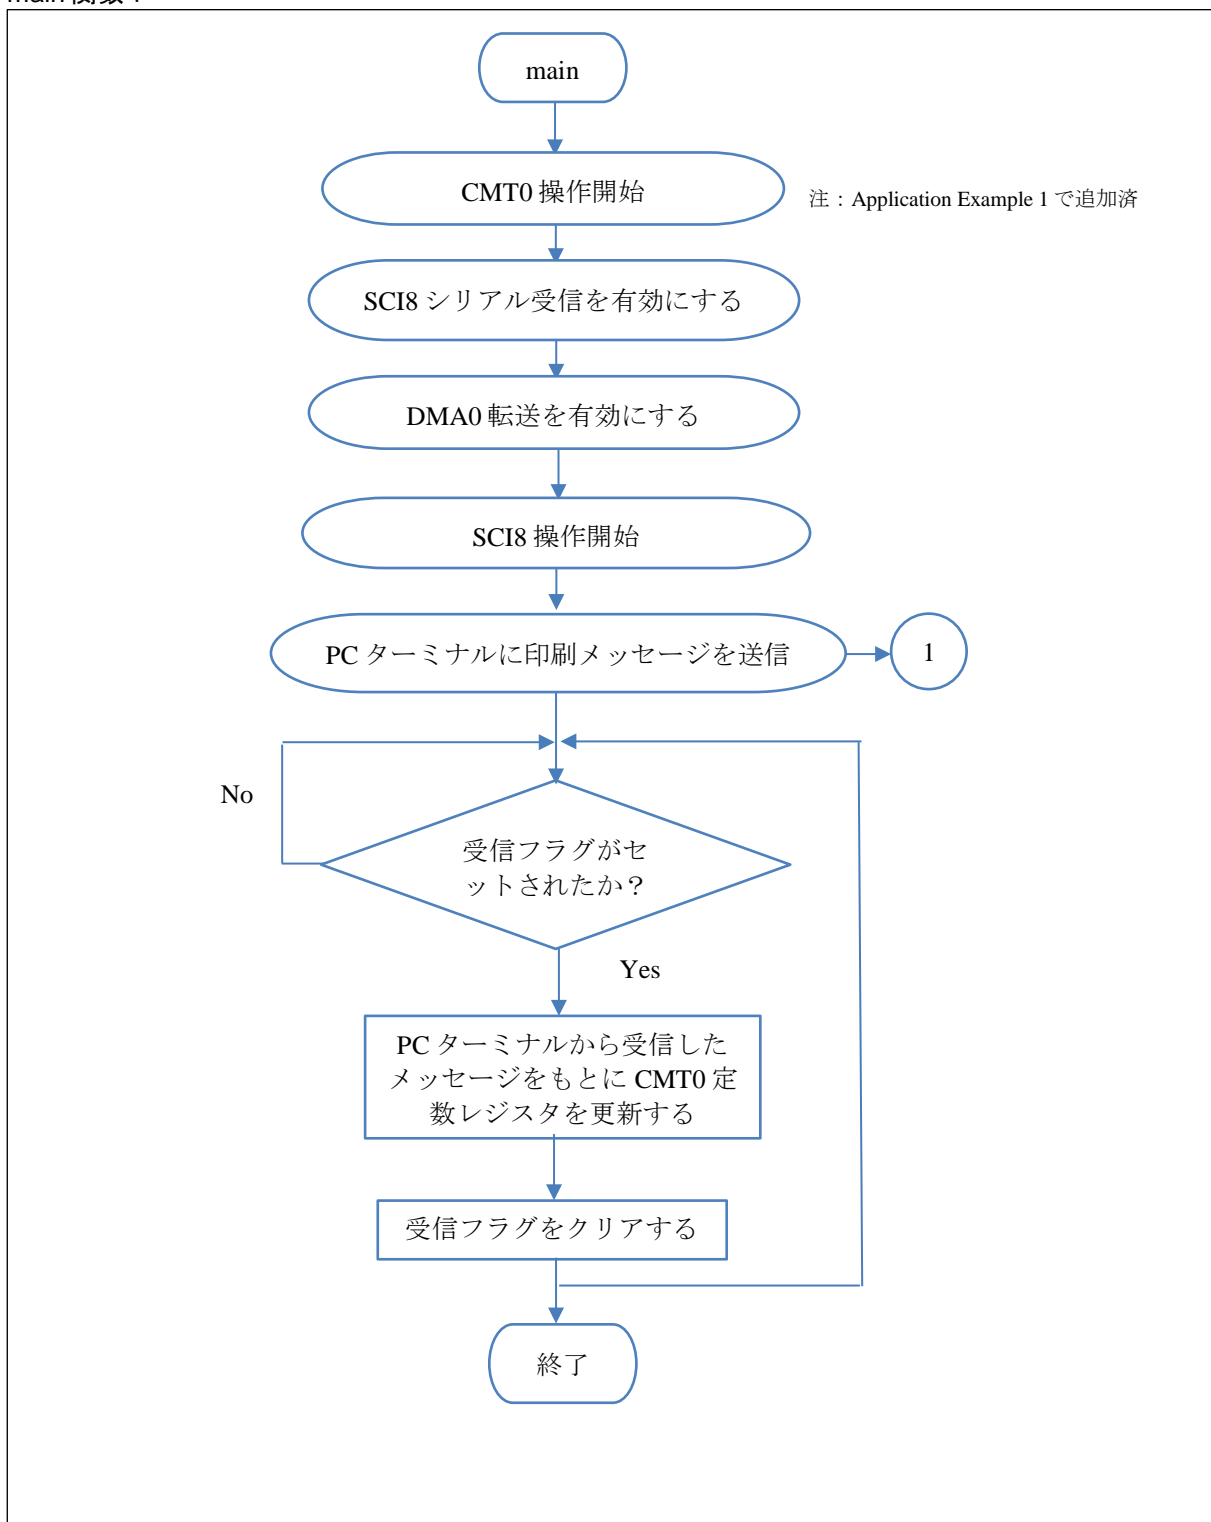 main
CMT0 操作開始
注：Application Example 1 で追加済
SCI8 シリアル受信を有効にする
DMA0 転送を有効にする
SCI8 操作開始
PC ターミナルに印刷メッセージを送信
1
No
受信フラグがセ
ットされたか？
Yes
PC ターミナルから受信した
メッセージをもとに CMT0 定
数レジスタを更新する
受信フラグをクリアする
終了